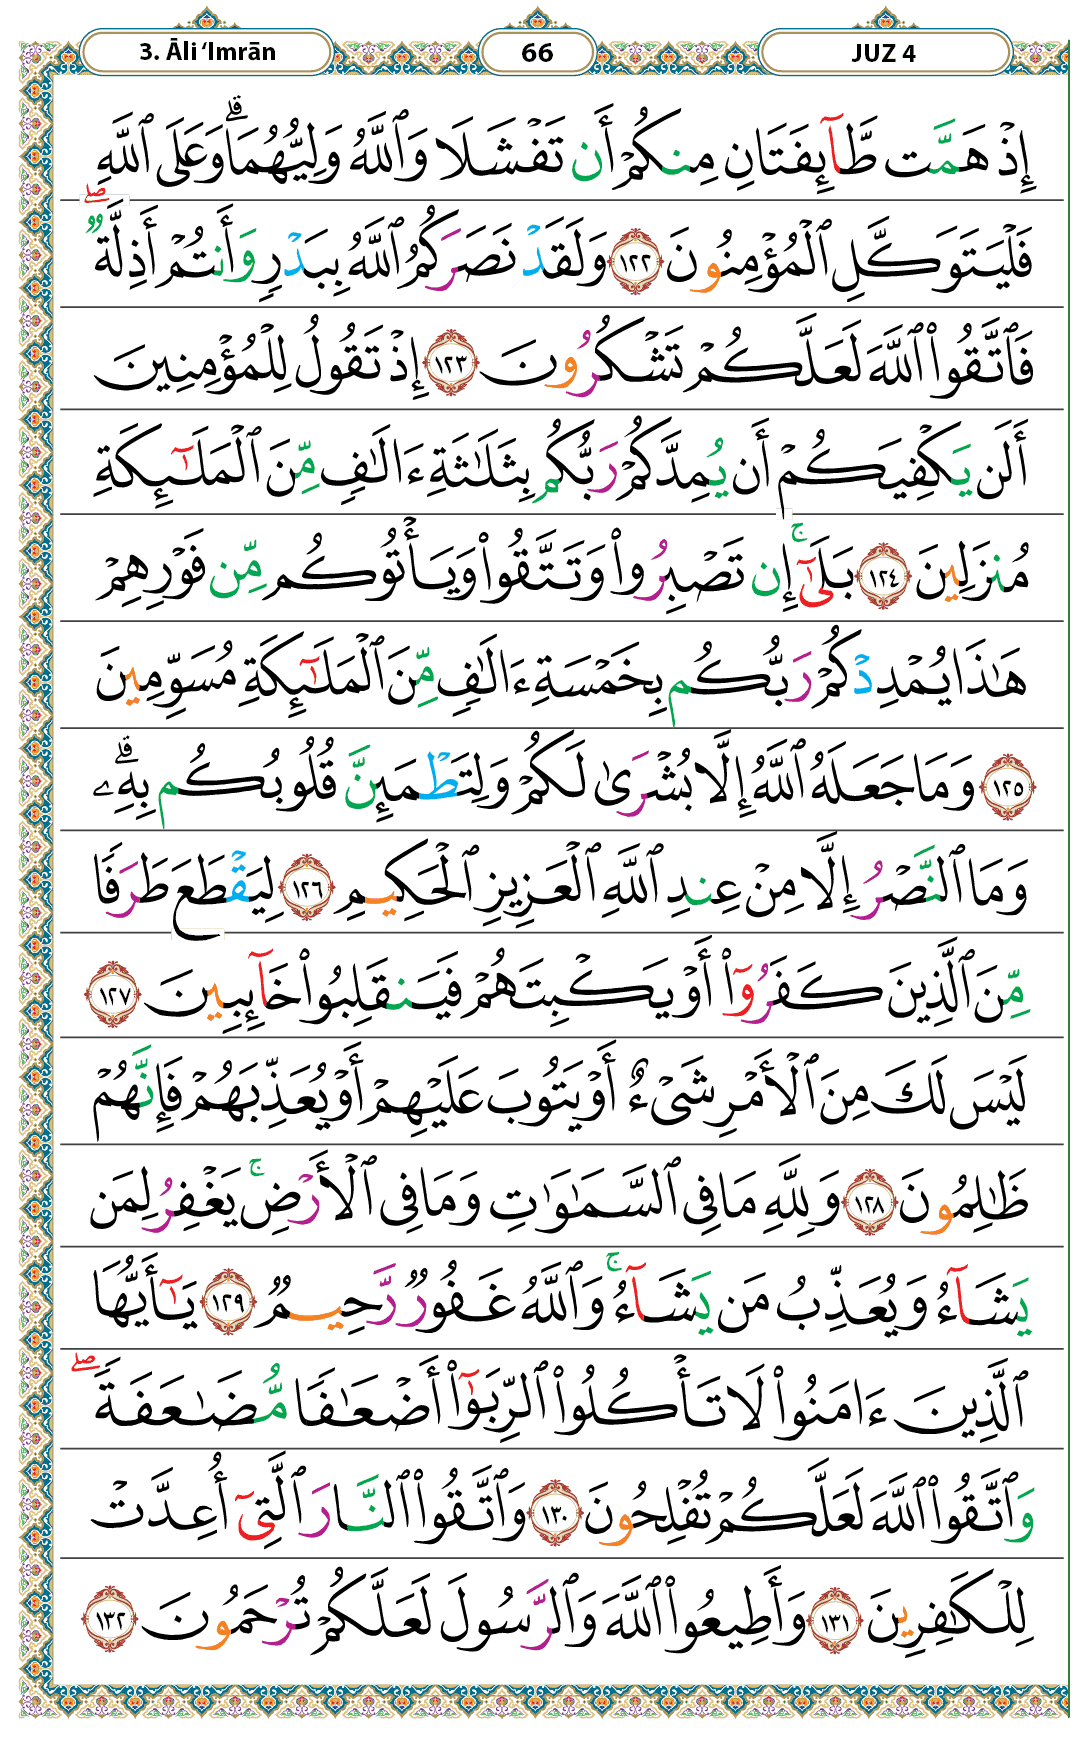 3. Āli ‘Imrān 66 JUZ 4
إِذْ هَمَّت طَّآئِفَتَانِ مِنكُمْ أَن تَفْشَلَا وَٱللَّهُ وَلِيُّهُمَا ۗ وَعَلَى ٱللَّهِ
فَلْيَتَوَكَّلِ ٱلْمُؤْمِنُونَ ١٢٢ وَلَقَدْ نَصَرَكُمُ ٱللَّهُ بِبَدْرٍ وَأَنتُمْ أَذِلَّةٌ ۖ
فَٱتَّقُوا۟ ٱللَّهَ لَعَلَّكُمْ تَشْكُرُونَ ١٢٣ إِذْ تَقُولُ لِلْمُؤْمِنِينَ
أَلَن يَكْفِيَكُمْ أَن يُمِدَّكُمْ رَبُّكُم بِثَلَـٰثَةِ ءَالَـٰفٍ مِّنَ ٱلْمَلَـٰٓئِكَةِ
مُنزَلِينَ ١٢٤ بَلَىٰٓ ۚ إِن تَصْبِرُوا۟ وَتَتَّقُوا۟ وَيَأْتُوكُم مِّن فَوْرِهِمْ
هَـٰذَا يُمْدِدْكُمْ رَبُّكُم بِخَمْسَةِ ءَالَـٰفٍ مِّنَ ٱلْمَلَـٰٓئِكَةِ مُسَوِّمِينَ
١٢٥ وَمَا جَعَلَهُ ٱللَّهُ إِلَّا بُشْرَىٰ لَكُمْ وَلِتَطْمَئِنَّ قُلُوبُكُم بِهِۦ ۗ
وَمَا ٱلنَّصْرُ إِلَّا مِنْ عِندِ ٱللَّهِ ٱلْعَزِيزِ ٱلْحَكِيمِ ١٢٦ لِيَقْطَعَ طَرَفًا
مِّنَ ٱلَّذِينَ كَفَرُوٓا۟ أَوْ يَكْبِتَهُمْ فَيَنقَلِبُوا۟ خَآئِبِينَ ١٢٧
لَيْسَ لَكَ مِنَ ٱلْأَمْرِ شَىْءٌ أَوْ يَتُوبَ عَلَيْهِمْ أَوْ يُعَذِّبَهُمْ فَإِنَّهُمْ
ظَـٰلِمُونَ ١٢٨ وَلِلَّهِ مَا فِى ٱلسَّمَـٰوَٰتِ وَمَا فِى ٱلْأَرْضِ ۚ يَغْفِرُ لِمَن
يَشَآءُ وَيُعَذِّبُ مَن يَشَآءُ ۚ وَٱللَّهُ غَفُورٌ رَّحِيمٌ ١٢٩ يَـٰٓأَيُّهَا
ٱلَّذِينَ ءَامَنُوا۟ لَا تَأْكُلُوا۟ ٱلرِّبَوٰٓا۟ أَضْعَـٰفًا مُّضَـٰعَفَةً ۖ
وَٱتَّقُوا۟ ٱللَّهَ لَعَلَّكُمْ تُفْلِحُونَ ١٣٠ وَٱتَّقُوا۟ ٱلنَّارَ ٱلَّتِىٓ أُعِدَّتْ
لِلْكَـٰفِرِينَ ١٣١ وَأَطِيعُوا۟ ٱللَّهَ وَٱلرَّسُولَ لَعَلَّكُمْ تُرْحَمُونَ ١٣٢